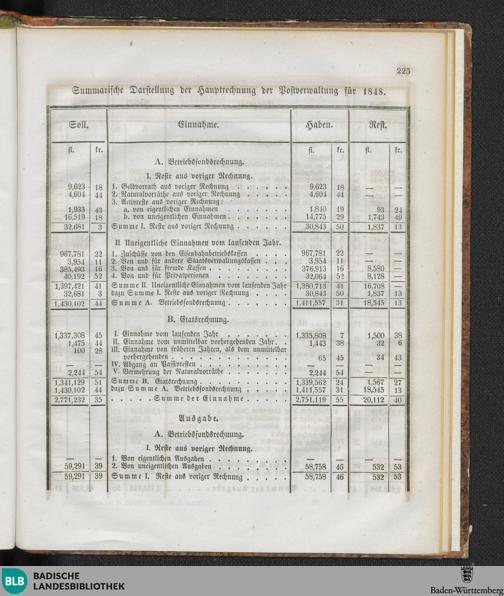 225
Summarische Darstellung der Hauptrechnung der Postverwaltung für 1848.
Soll. Einnahme. Haben. Rest.
fl. kr. fl. kr. fl. kr.
A. Betriebsfondsrechnung.
I. Reste aus voriger Rechnung.
9,623 18 1. Geldvorrath aus voriger Rechnung . . . . . . 9,623 18 — —
4,604 44 2. Naturalvorräthe aus voriger Rechnung . . . . 4,604 44 — —
3. Activreste aus voriger Rechnung:
1,933 43 a. von eigentlichen Einnahmen . . . . . . 1,840 19 93 24
16,519 18 b. von uneigentlichen Einnahmen . . . . . 14,775 29 1,743 49
32,681 3 Summe I. Reste aus voriger Rechnung . . . . . 30,843 50 1,837 13
II. Uneigentliche Einnahmen vom laufenden Jahr.
967,781 22 1. Zuschüsse von den Eisenbahnbetriebskassen . . . 967,781 22 — —
3,954 11 2. Von und für andere Staatsverwaltungskassen . . . 3,954 11 — —
385,493 16 3. Von und für fremde Kassen . . . . . . . 376,913 16 8,580 —
40,192 52 4. Von und für Privatpersonen . . . . . . . 32,064 52 8,128 —
1,397,421 41 Summe II. Uneigentliche Einnahmen vom laufenden Jahr 1,380,713 41 16,708 —
32,681 3 dazu Summe I. Reste aus voriger Rechnung . . . . 30,843 50 1,837 13
1,430,102 44 Summe A. Betriebsfondsrechnung . . . . . . . 1,411,557 31 18,545 13
B. Etatsrechnung.
1,337,308 45 I. Einnahme vom laufenden Jahr . . . . . . . 1,335,808 7 1,500 38
1,475 44 II. Einnahme vom unmittelbar vorhergehenden Jahr. . 1,443 38 32 6
100 28 III. Einnahme von früheren Jahren, als dem unmittelbar
vorhergehenden . . . . . . . . . . . 65 45 34 43
— — IV. Abgang an Passivresten . . . . . . . . — — — —
2,244 54 V. Vermehrung der Naturalvorräthe . . . . . . 2,244 54 — —
1,341,129 51 Summe B. Etatsrechnung . . . . . . . . . 1,339,562 24 1,567 27
1,430,102 44 dazu Summe A. Betriebsfondsrechnung . . . . . 1,411,557 31 18,545 13
2,771,232 35 . . . . . Summe der Einnahme . . . 2,751,119 55 20,112 40
Ausgabe.
A. Betriebsfondsrechnung.
I. Reste aus voriger Rechnung.
— — 1. Von eigentlichen Ausgaben . . . . . . . . — — — —
59,291 39 2. Von uneigentlichen Ausgaben . . . . . . . 58,758 46 532 53
59,291 39 Summe I. Reste aus voriger Rechnung . . . . . 58,758 46 532 53
BLB BADISCHE
LANDESBIBLIOTHEK
Baden-Württemberg